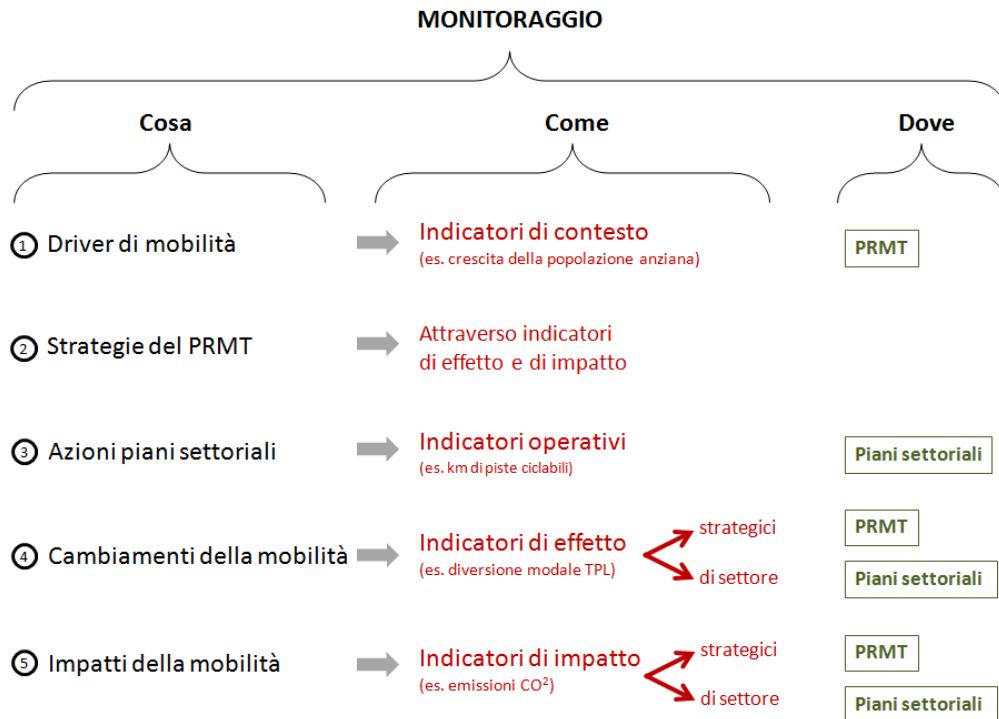 MONITORAGGIO
Cosa
Come
Dove
1 Driver di mobilità
Indicatori di contesto
(es. crescita della popolazione anziana)
PRMT
2 Strategie del PRMT
Attraverso indicatori
di effetto e di impatto
3 Azioni piani settoriali
Indicatori operativi
(es. km di piste ciclabili)
Piani settoriali
4 Cambiamenti della mobilità
Indicatori di effetto
(es. diversione modale TPL)
strategici
di settore
PRMT
Piani settoriali
5 Impatti della mobilità
Indicatori di impatto
(es. emissioni CO²)
strategici
di settore
PRMT
Piani settoriali